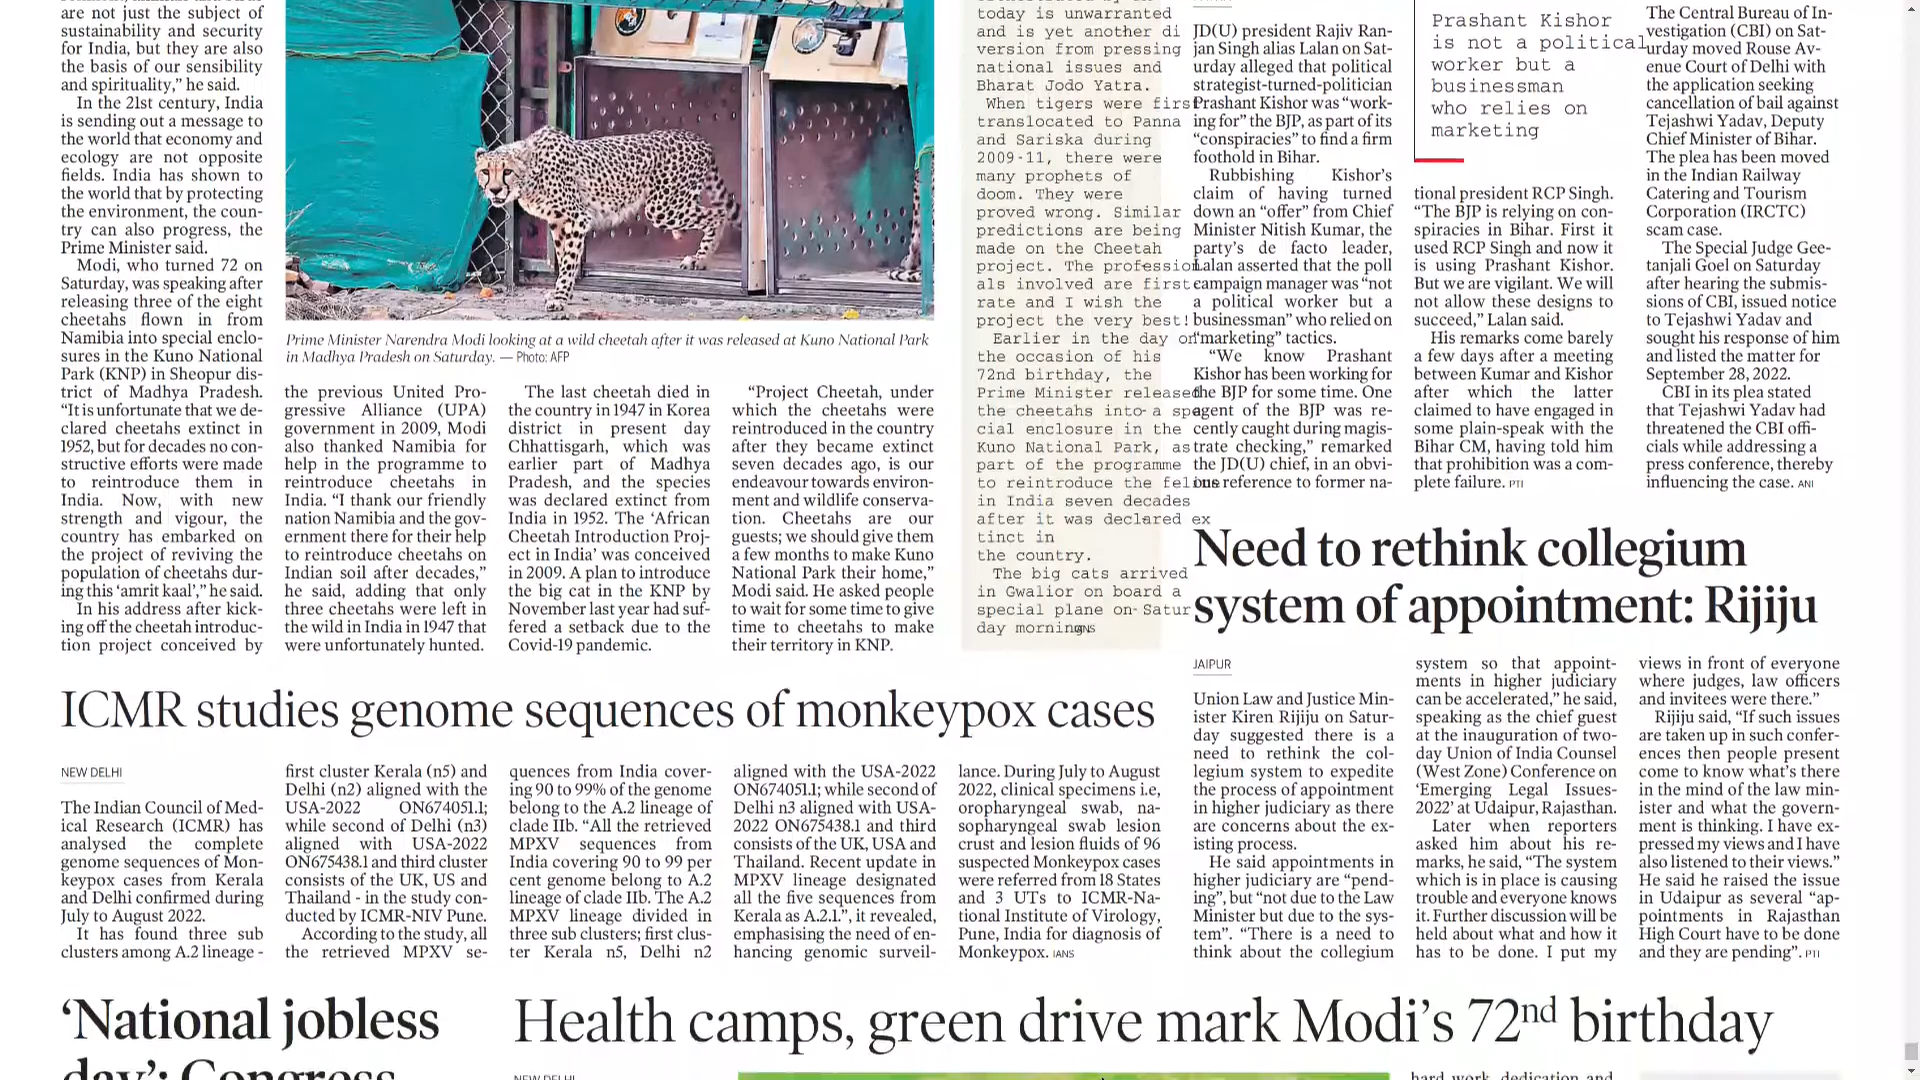 are not just the subject of
sustainability and security
for India, but they are also
the basis of our sensibility
and spirituality,” he said.
In the 21st century, India
is sending out a message to
the world that economy and
ecology are not opposite
fields. India has shown to
the world that by protecting
the environment, the coun-
try can also progress, the
Prime Minister said.
Modi, who turned 72 on
Saturday, was speaking after
releasing three of the eight
cheetahs flown in from
Namibia into special enclo-
sures in the Kuno National
Park (KNP) in Sheopur dis-
trict of Madhya Pradesh.
“It is unfortunate that we de-
clared cheetahs extinct in
1952, but for decades no con-
structive efforts were made
to reintroduce them in
India. Now, with new
strength and vigour, the
country has embarked on
the project of reviving the
population of cheetahs dur-
ing this ‘amrit kaal’,” he said.
In his address after kick-
ing off the cheetah introduc-
tion project conceived by
Prime Minister Narendra Modi looking at a wild cheetah after it was released at Kuno National Park
in Madhya Pradesh on Saturday. — Photo: AFP
the previous United Pro-
gressive Alliance (UPA)
government in 2009, Modi
also thanked Namibia for
help in the programme to
reintroduce cheetahs in
India. “I thank our friendly
nation Namibia and the gov-
ernment there for their help
to reintroduce cheetahs on
Indian soil after decades,”
he said, adding that only
three cheetahs were left in
the wild in India in 1947 that
were unfortunately hunted.
The last cheetah died in
the country in 1947 in Korea
district in present day
Chhattisgarh, which was
earlier part of Madhya
Pradesh, and the species
was declared extinct from
India in 1952. The ‘African
Cheetah Introduction Proj-
ect in India’ was conceived
in 2009. A plan to introduce
the big cat in the KNP by
November last year had suf-
fered a setback due to the
Covid-19 pandemic.
“Project Cheetah, under
which the cheetahs were
reintroduced in the country
after they became extinct
seven decades ago, is our
endeavour towards environ-
ment and wildlife conserva-
tion. Cheetahs are our
guests; we should give them
a few months to make Kuno
National Park their home,”
Modi said. He asked people
to wait for some time to give
time to cheetahs to make
their territory in KNP.
today is unwarranted
and is yet another di
version from pressing
national issues and
Bharat Jodo Yatra.
When tigers were first
translocated to Panna
and Sariska during
2009-11, there were
many prophets of
doom. They were
proved wrong. Similar
predictions are being
made on the Cheetah
project. The profession
als involved are first
rate and I wish the
project the very best!
Earlier in the day on
the occasion of his
72nd birthday, the
Prime Minister released
the cheetahs into a spe
cial enclosure in the
Kuno National Park, as
part of the programme
to reintroduce the feline
in India seven decades
after it was declared ex
tinct in
the country.
The big cats arrived
in Gwalior on board a
special plane on Satur
day morning.
JD(U) president Rajiv Ran-
jan Singh alias Lalan on Sat-
urday alleged that political
strategist-turned-politician
Prashant Kishor was “work-
ing for” the BJP, as part of its
“conspiracies” to find a firm
foothold in Bihar.
Rubbishing Kishor’s
claim of having turned
down an “offer” from Chief
Minister Nitish Kumar, the
party’s de facto leader,
Lalan asserted that the poll
campaign manager was “not
a political worker but a
businessman” who relied on
“marketing” tactics.
“We know Prashant
Kishor has been working for
the BJP for some time. One
agent of the BJP was re-
cently caught during magis-
trate checking,” remarked
the JD(U) chief, in an obvi-
ous reference to former na-
Prashant Kishor
is not a political
worker but a
businessman
who relies on
marketing
tional president RCP Singh.
“The BJP is relying on con-
spiracies in Bihar. First it
used RCP Singh and now it
is using Prashant Kishor.
But we are vigilant. We will
not allow these designs to
succeed,” Lalan said.
His remarks come barely
a few days after a meeting
between Kumar and Kishor
after which the latter
claimed to have engaged in
some plain-speak with the
Bihar CM, having told him
that prohibition was a com-
plete failure. PTI
The Central Bureau of In-
vestigation (CBI) on Sat-
urday moved Rouse Av-
enue Court of Delhi with
the application seeking
cancellation of bail against
Tejashwi Yadav, Deputy
Chief Minister of Bihar.
The plea has been moved
in the Indian Railway
Catering and Tourism
Corporation (IRCTC)
scam case.
The Special Judge Gee-
tanjali Goel on Saturday
after hearing the submis-
sions of CBI, issued notice
to Tejashwi Yadav and
sought his response of him
and listed the matter for
September 28, 2022.
CBI in its plea stated
that Tejashwi Yadav had
threatened the CBI offi-
cials while addressing a
press conference, thereby
influencing the case. ANI
Need to rethink collegium
system of appointment: Rijiju
JAIPUR
Union Law and Justice Min-
ister Kiren Rijiju on Satur-
day suggested there is a
need to rethink the col-
legium system to expedite
the process of appointment
in higher judiciary as there
are concerns about the ex-
isting process.
He said appointments in
higher judiciary are “pend-
ing”, but “not due to the Law
Minister but due to the sys-
tem”. “There is a need to
think about the collegium
system so that appoint-
ments in higher judiciary
can be accelerated,” he said,
speaking as the chief guest
at the inauguration of two-
day Union of India Counsel
(West Zone) Conference on
‘Emerging Legal Issues-
2022’ at Udaipur, Rajasthan.
Later when reporters
asked him about his re-
marks, he said, “The system
which is in place is causing
trouble and everyone knows
it. Further discussion will be
held about what and how it
has to be done. I put my
views in front of everyone
where judges, law officers
and invitees were there.”
Rijiju said, “If such issues
are taken up in such confer-
ences then people present
come to know what’s there
in the mind of the law min-
ister and what the govern-
ment is thinking. I have ex-
pressed my views and I have
also listened to their views.”
He said he raised the issue
in Udaipur as several “ap-
pointments in Rajasthan
High Court have to be done
and they are pending”. PTI
ICMR studies genome sequences of monkeypox cases
NEW DELHI
The Indian Council of Med-
ical Research (ICMR) has
analysed the complete
genome sequences of Mon-
keypox cases from Kerala
and Delhi confirmed during
July to August 2022.
It has found three sub
clusters among A.2 lineage -
first cluster Kerala (n5) and
Delhi (n2) aligned with the
USA-2022 ON674051.1;
while second of Delhi (n3)
aligned with USA-2022
ON675438.1 and third cluster
consists of the UK, US and
Thailand - in the study con-
ducted by ICMR-NIV Pune.
According to the study, all
the retrieved MPXV se-
quences from India cover-
ing 90 to 99% of the genome
belong to the A.2 lineage of
clade IIb. “All the retrieved
MPXV sequences from
India covering 90 to 99 per
cent genome belong to A.2
lineage of clade IIb. The A.2
MPXV lineage divided in
three sub clusters; first clus-
ter Kerala n5, Delhi n2
aligned with the USA-2022
ON674051.1; while second of
Delhi n3 aligned with USA-
2022 ON675438.1 and third
consists of the UK, USA and
Thailand. Recent update in
MPXV lineage designated
all the five sequences from
Kerala as A.2.1.”, it revealed,
emphasising the need of en-
hancing genomic surveil-
lance. During July to August
2022, clinical specimens i.e,
oropharyngeal swab, na-
sopharyngeal swab lesion
crust and lesion fluids of 96
suspected Monkeypox cases
were referred from 18 States
and 3 UTs to ICMR-Na-
tional Institute of Virology,
Pune, India for diagnosis of
Monkeypox. IANS
‘National jobless
day’: Congress
Health camps, green drive mark Modi’s 72nd birthday
NEW DELHI
hard work, dedication and